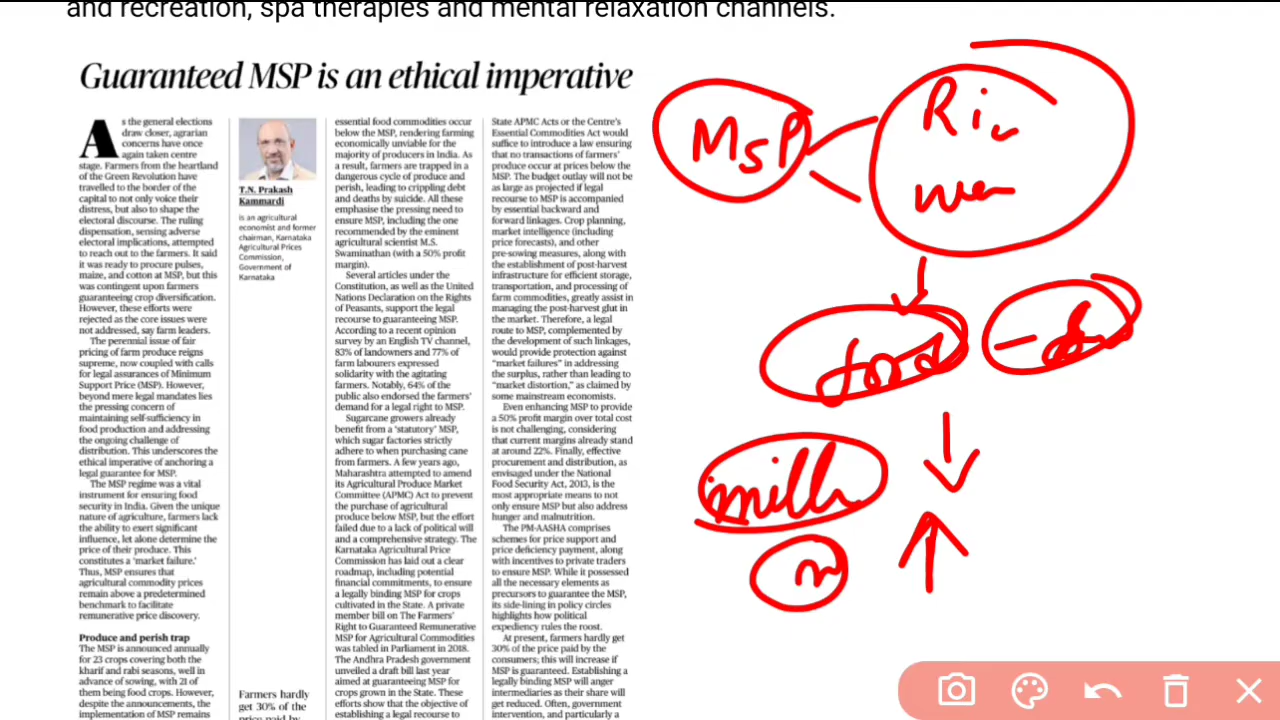 and recreation, spa therapies and mental relaxation channels.
Guaranteed MSP is an ethical imperative
As the general elections
draw closer, agrarian
concerns have once
again taken centre
stage. Farmers from the heartland
of the Green Revolution have
travelled to the border of the
capital to not only voice their
distress, but also to shape the
electoral discourse. The ruling
dispensation, sensing adverse
electoral implications, attempted
to reach out to the farmers. It said
it was ready to procure pulses,
maize, and cotton at MSP, but this
was contingent upon farmers
guaranteeing crop diversification.
However, these efforts were
rejected as the core issues were
not addressed, say farm leaders.
The perennial issue of fair
pricing of farm produce reigns
supreme, now coupled with calls
for legal assurances of Minimum
Support Price (MSP). However,
beyond mere legal mandates lies
the pressing concern of
maintaining self-sufficiency in
food production and addressing
the ongoing challenge of
distribution. This underscores the
ethical imperative of anchoring a
legal guarantee for MSP.
The MSP regime was a vital
instrument for ensuring food
security in India. Given the unique
nature of agriculture, farmers lack
the ability to exert significant
influence, let alone determine the
price of their produce. This
constitutes a 'market failure.'
Thus, MSP ensures that
agricultural commodity prices
remain above a predetermined
benchmark to facilitate
remunerative price discovery.
Produce and perish trap
The MSP is announced annually
for 23 crops covering both the
kharif and rabi seasons, well in
advance of sowing, with 21 of
them being food crops. However,
despite the announcements, the
implementation of MSP remains
T.N. Prakash
Kammardi
is an agricultural
economist and former
chairman, Karnataka
Agricultural Prices
Commission,
Government of
Karnataka
Farmers hardly
get 30% of the
price paid by
essential food commodities occur
below the MSP, rendering farming
economically unviable for the
majority of producers in India. As
a result, farmers are trapped in a
dangerous cycle of produce and
perish, leading to crippling debt
and deaths by suicide. All these
emphasise the pressing need to
ensure MSP, including the one
recommended by the eminent
agricultural scientist M.S.
Swaminathan (with a 50% profit
margin).
Several articles under the
Constitution, as well as the United
Nations Declaration on the Rights
of Peasants, support the legal
recourse to guaranteeing MSP.
According to a recent opinion
survey by an English TV channel,
83% of landowners and 77% of
farm labourers expressed
solidarity with the agitating
farmers. Notably, 64% of the
public also endorsed the farmers'
demand for a legal right to MSP.
Sugarcane growers already
benefit from a 'statutory' MSP,
which sugar factories strictly
adhere to when purchasing cane
from farmers. A few years ago,
Maharashtra attempted to amend
its Agricultural Produce Market
Committee (APMC) Act to prevent
the purchase of agricultural
produce below MSP, but the effort
failed due to a lack of political will
and a comprehensive strategy. The
Karnataka Agricultural Price
Commission has laid out a clear
roadmap, including potential
financial commitments, to ensure
a legally binding MSP for crops
cultivated in the State. A private
member bill on The Farmers'
Right to Guaranteed Remunerative
MSP for Agricultural Commodities
was tabled in Parliament in 2018.
The Andhra Pradesh government
unveiled a draft bill last year
aimed at guaranteeing MSP for
crops grown in the State. These
efforts show that the objective of
establishing a legal recourse to
State APMC Acts or the Centre's
Essential Commodities Act would
suffice to introduce a law ensuring
that no transactions of farmers'
produce occur at prices below the
MSP. The budget outlay will not be
as large as projected if legal
recourse to MSP is accompanied
by essential backward and
forward linkages. Crop planning,
market intelligence (including
price forecasts), and other
pre-sowing measures, along with
the establishment of post-harvest
infrastructure for efficient storage,
transportation, and processing of
farm commodities, greatly assist in
managing the post-harvest glut in
the market. Therefore, a legal
route to MSP, complemented by
the development of such linkages,
would provide protection against
"market failures" in addressing
the surplus, rather than leading to
"market distortion," as claimed by
some mainstream economists.
Even enhancing MSP to provide
a 50% profit margin over total cost
is not challenging, considering
that current margins already stand
at around 22%. Finally, effective
procurement and distribution, as
envisaged under the National
Food Security Act, 2013, is the
most appropriate means to not
only ensure MSP but also address
hunger and malnutrition.
The PM-AASHA comprises
schemes for price support and
price deficiency payment, along
with incentives to private traders
to ensure MSP. While it possessed
all the necessary elements as
precursors to guarantee the MSP,
its side-lining in policy circles
highlights how political
expediency rules the roost.
At present, farmers hardly get
30% of the price paid by the
consumers; this will increase if
MSP is guaranteed. Establishing a
legally binding MSP will anger
intermediaries as their share will
get reduced. Often, government
intervention, and particularly a
MSP
food